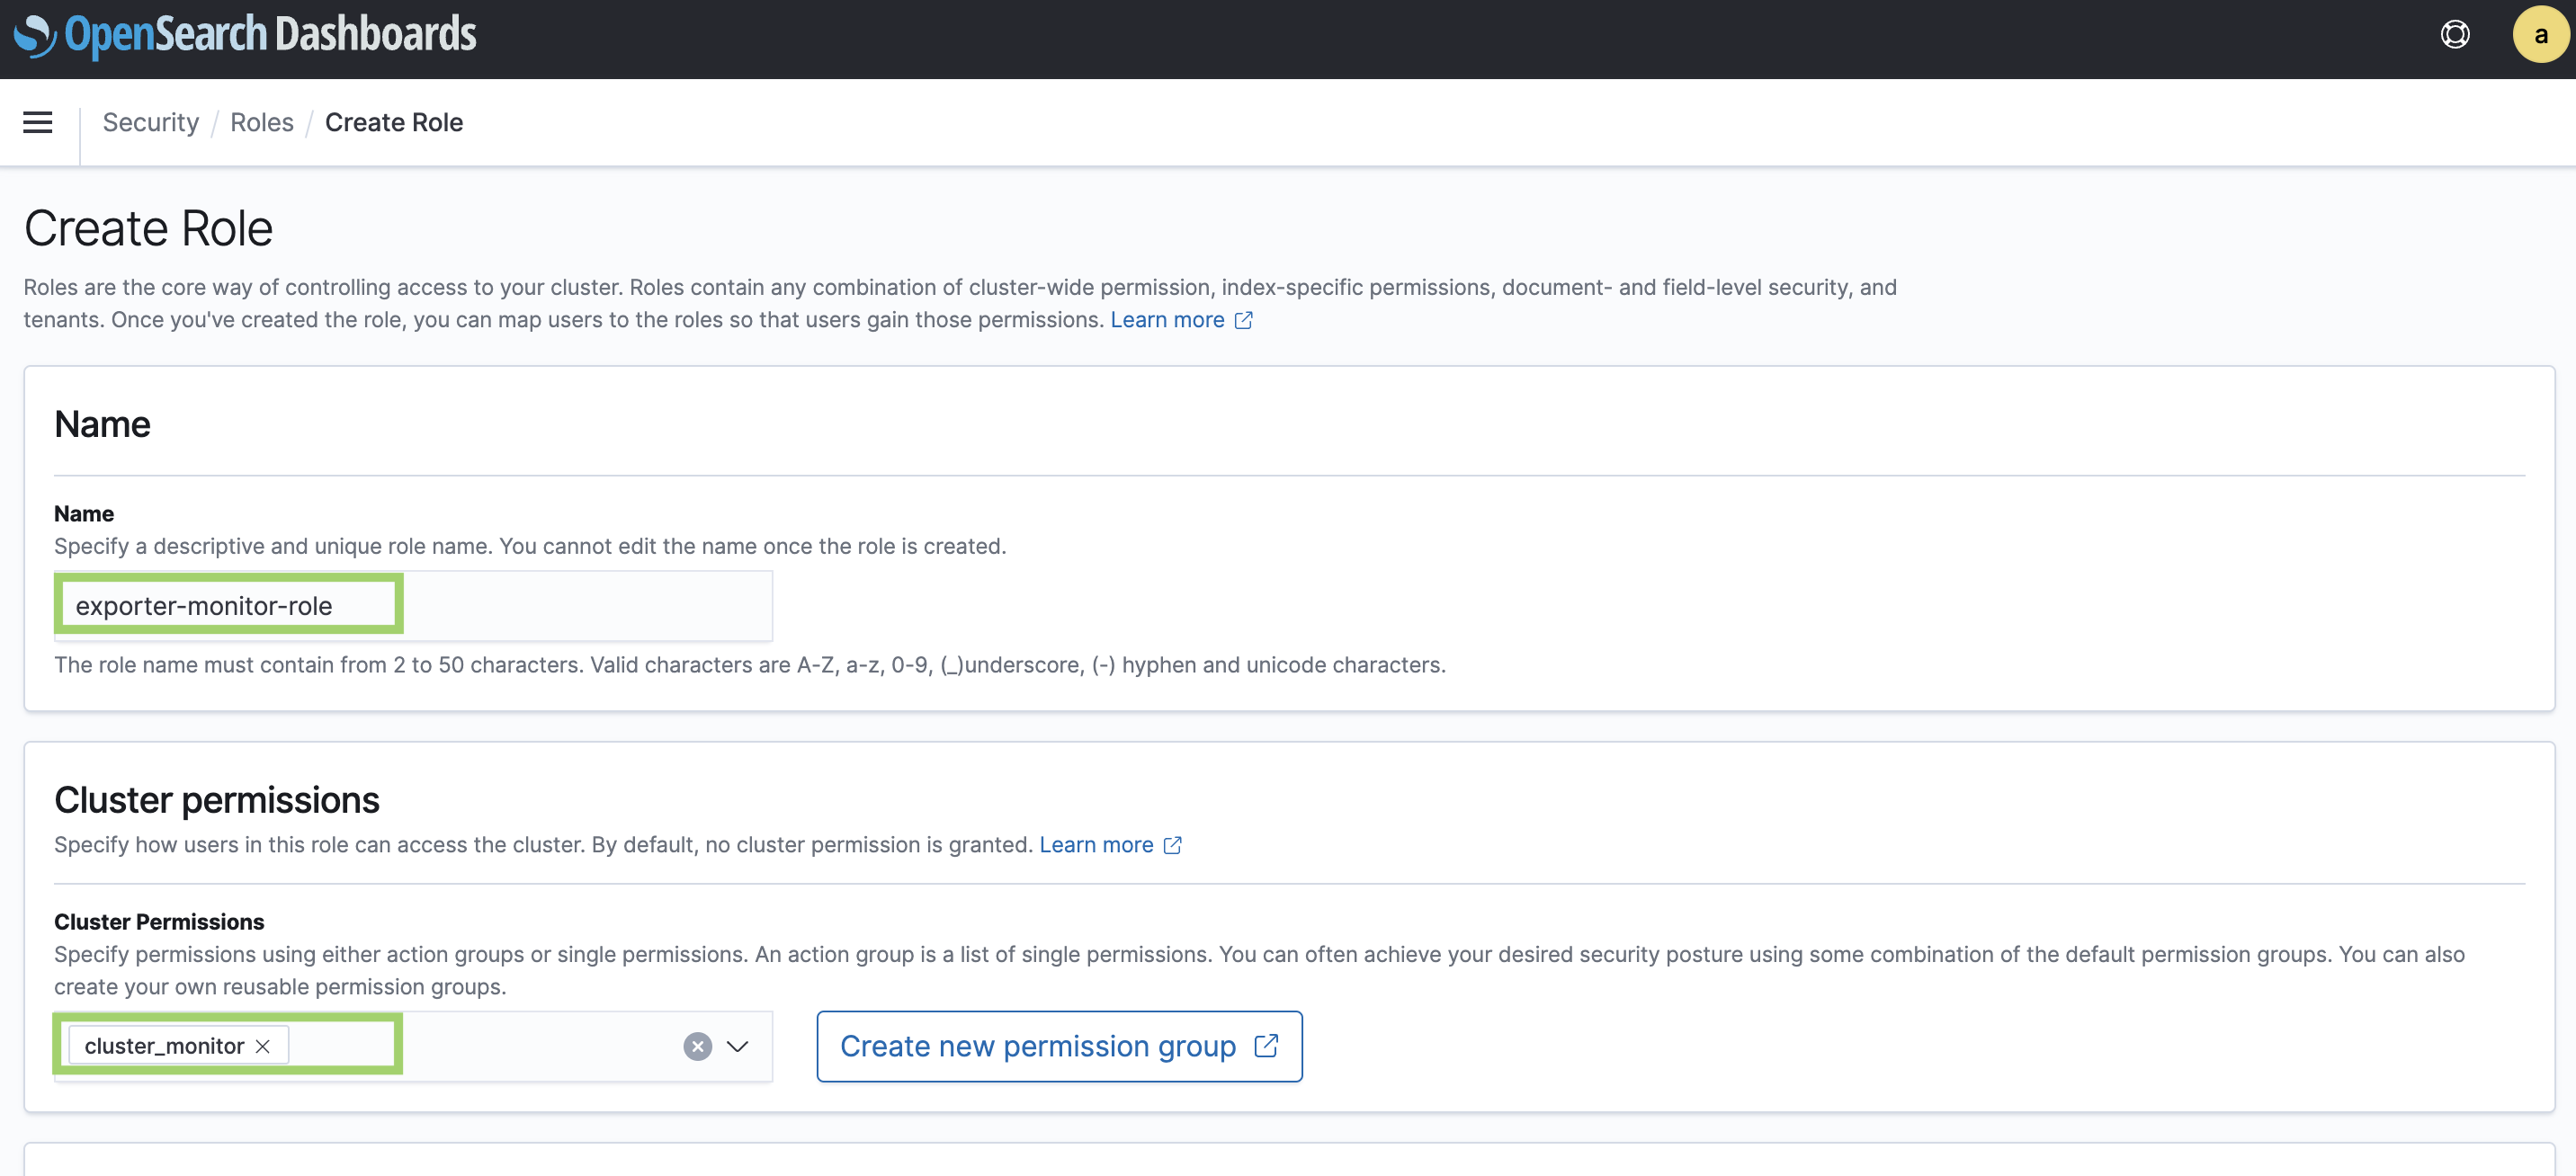 OpenSearch Dashboards
a
Security / Roles / Create Role
Create Role
Roles are the core way of controlling access to your cluster. Roles contain any combination of cluster-wide permission, index-specific permissions, document- and field-level security, and
tenants. Once you've created the role, you can map users to the roles so that users gain those permissions. Learn more
Name
Name
Specify a descriptive and unique role name. You cannot edit the name once the role is created.
exporter-monitor-role
The role name must contain from 2 to 50 characters. Valid characters are A-Z, a-z, 0-9, (_)underscore, (-) hyphen and unicode characters.
Cluster permissions
Specify how users in this role can access the cluster. By default, no cluster permission is granted. Learn more
Cluster Permissions
Specify permissions using either action groups or single permissions. An action group is a list of single permissions. You can often achieve your desired security posture using some combination of the default permission groups. You can also
create your own reusable permission groups.
cluster_monitor
Create new permission group